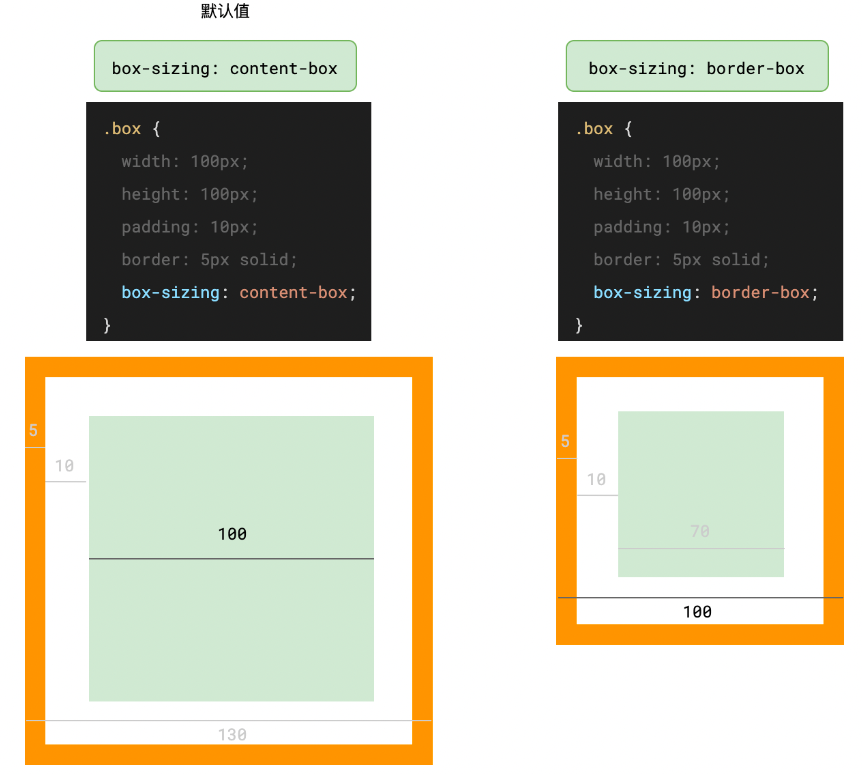 默认值
box-sizing: content-box
.box {
width: 100px;
height: 100px;
padding: 10px;
border: 5px solid;
box-sizing: content-box;
}
5
10
100
130
box-sizing: border-box
.box {
width: 100px;
height: 100px;
padding: 10px;
border: 5px solid;
box-sizing: border-box;
}
5
10
70
100